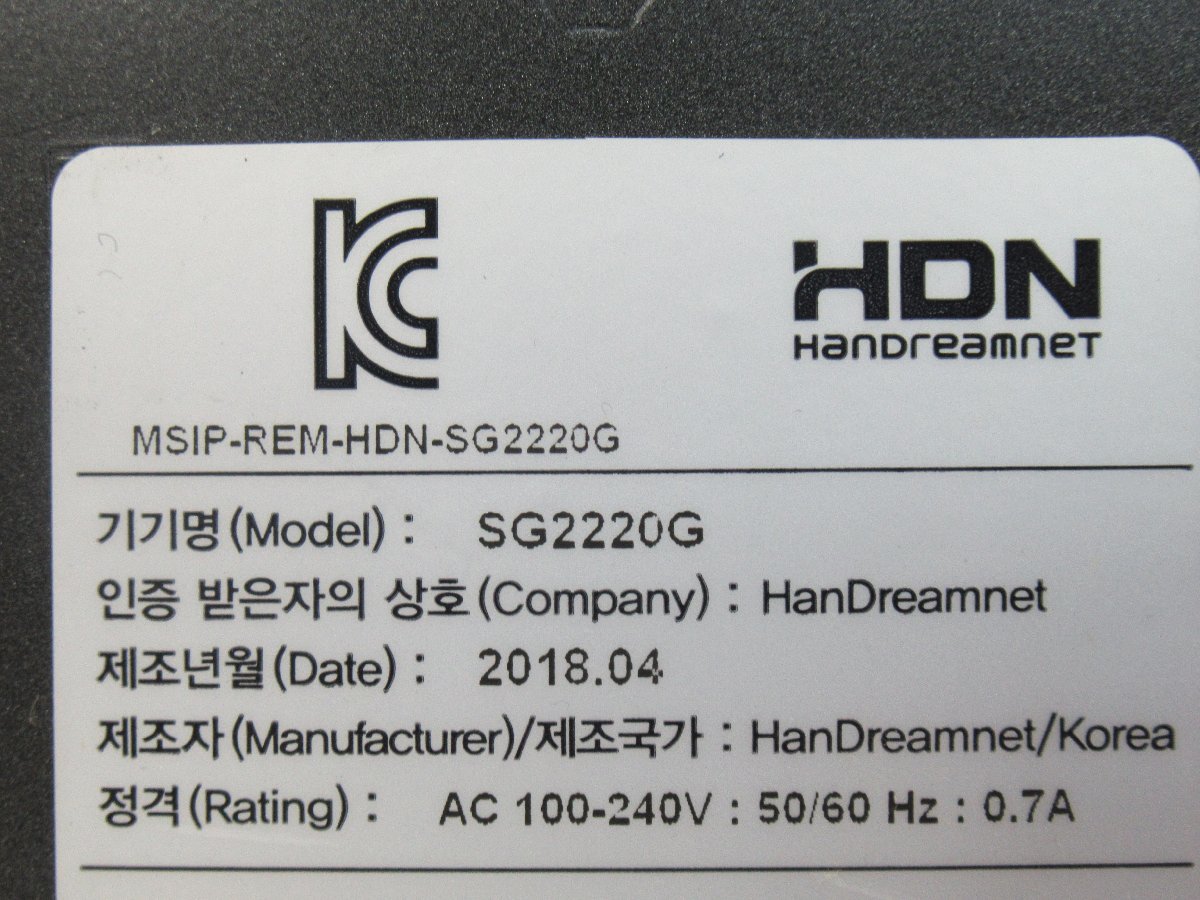 KC
HDN
HanDreamnet
MSIP-REM-HDN-SG2220G
기기명(Model) : SG2220G
인증 받은자의 상호(Company) : HanDreamnet
제조년월(Date) : 2018.04
제조자(Manufacturer)/제조국가 : HanDreamnet/Korea
정격(Rating) : AC 100-240V : 50/60 Hz : 0.7A